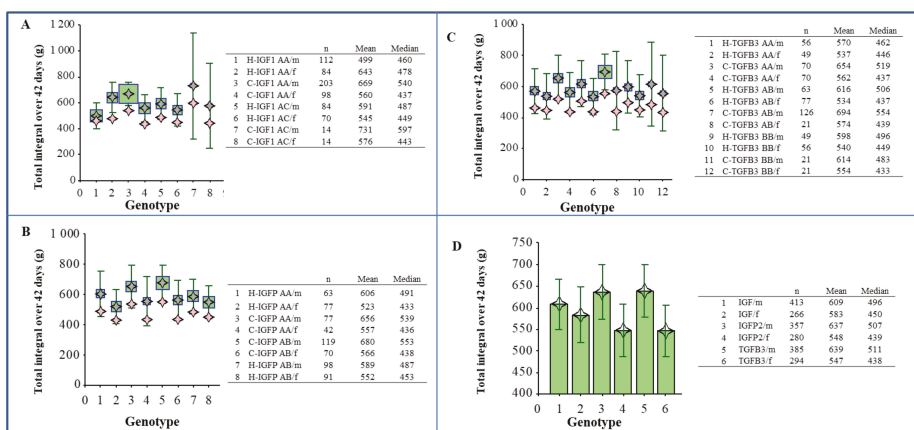 A
Total integral over 42 days (g)
1 200
1 000
800
600
400
200
0
0 1 2 3 4 5 6 7 8 9
Genotype
n Mean Median
1 H-IGF1 AA/m 112 499 460
2 H-IGF1 AA/f 84 643 478
3 C-IGF1 AA/m 203 669 540
4 C-IGF1 AA/f 98 560 437
5 H-IGF1 AC/m 84 591 487
6 H-IGF1 AC/f 70 545 449
7 C-IGF1 AC/m 14 731 597
8 C-IGF1 AC/f 14 576 443
C
Total integral over 42 days (g)
1 000
800
600
400
200
0
0 2 4 6 8 10 12
Genotype
n Mean Median
1 H-TGFB3 AA/m 56 570 462
2 H-TGFB3 AA/f 49 537 446
3 C-TGFB3 AA/m 70 654 519
4 C-TGFB3 AA/f 70 562 437
5 H-TGFB3 AB/m 63 616 506
6 H-TGFB3 AB/f 77 534 437
7 C-TGFB3 AB/m 126 694 554
8 C-TGFB3 AB/f 21 574 439
9 H-TGFB3 BB/m 49 598 496
10 H-TGFB3 BB/f 56 540 449
11 C-TGFB3 BB/m 21 614 483
12 C-TGFB3 BB/f 21 554 433
B
Total integral over 42 days (g)
1 000
800
600
400
200
0
0 1 2 3 4 5 6 7 8
Genotype
n Mean Median
1 H-IGFP AA/m 63 606 491
2 H-IGFP AA/f 77 523 433
3 C-IGFP AA/m 77 656 539
4 C-IGFP AA/f 42 557 436
5 C-IGFP AB/m 119 680 553
6 C-IGFP AB/f 70 566 438
7 H-IGFP AB/m 98 589 487
8 H-IGFP AB/f 91 552 453
D
Total integral over 42 days (g)
750
700
650
600
550
500
450
400
0 1 2 3 4 5 6
Genotype
n Mean Median
1 IGF/m 413 609 496
2 IGF/f 266 583 450
3 IGFP2/m 357 637 507
4 IGFP2/f 280 548 439
5 TGFB3/m 385 639 511
6 TGFB3/f 294 547 438